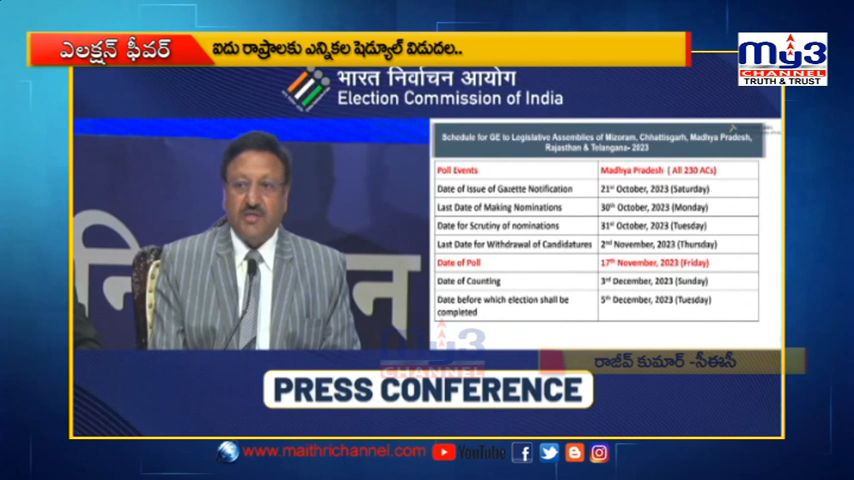 ఎలక్షన్ ఫీవర్
ఐదు రాష్ట్రాలకు ఎన్నికల షెడ్యూల్ విడుదల..
My3
CHANNEL
TRUTH & TRUST
भारत निर्वाचन आयोग
Election Commission of India
Schedule for GE to Legislative Assemblies of Mizoram, Chhattisgarh, Madhya Pradesh,
Rajasthan & Telangana- 2023
Poll Events Madhya Pradesh ( All 230 ACs)
Date of Issue of Gazette Notification 21st October, 2023 (Saturday)
Last Date of Making Nominations 30th October, 2023 (Monday)
Date for Scrutiny of nominations 31st October, 2023 (Tuesday)
Last Date for Withdrawal of Candidatures 2nd November, 2023 (Thursday)
Date of Poll 17th November, 2023 (Friday)
Date of Counting 3rd December, 2023 (Sunday)
Date before which election shall be
completed 5th December, 2023 (Tuesday)
My3
CHANNEL
రాజీవ్ కుమార్ -సీఈసీ
PRESS CONFERENCE
www.maithrichannel.com YouTube